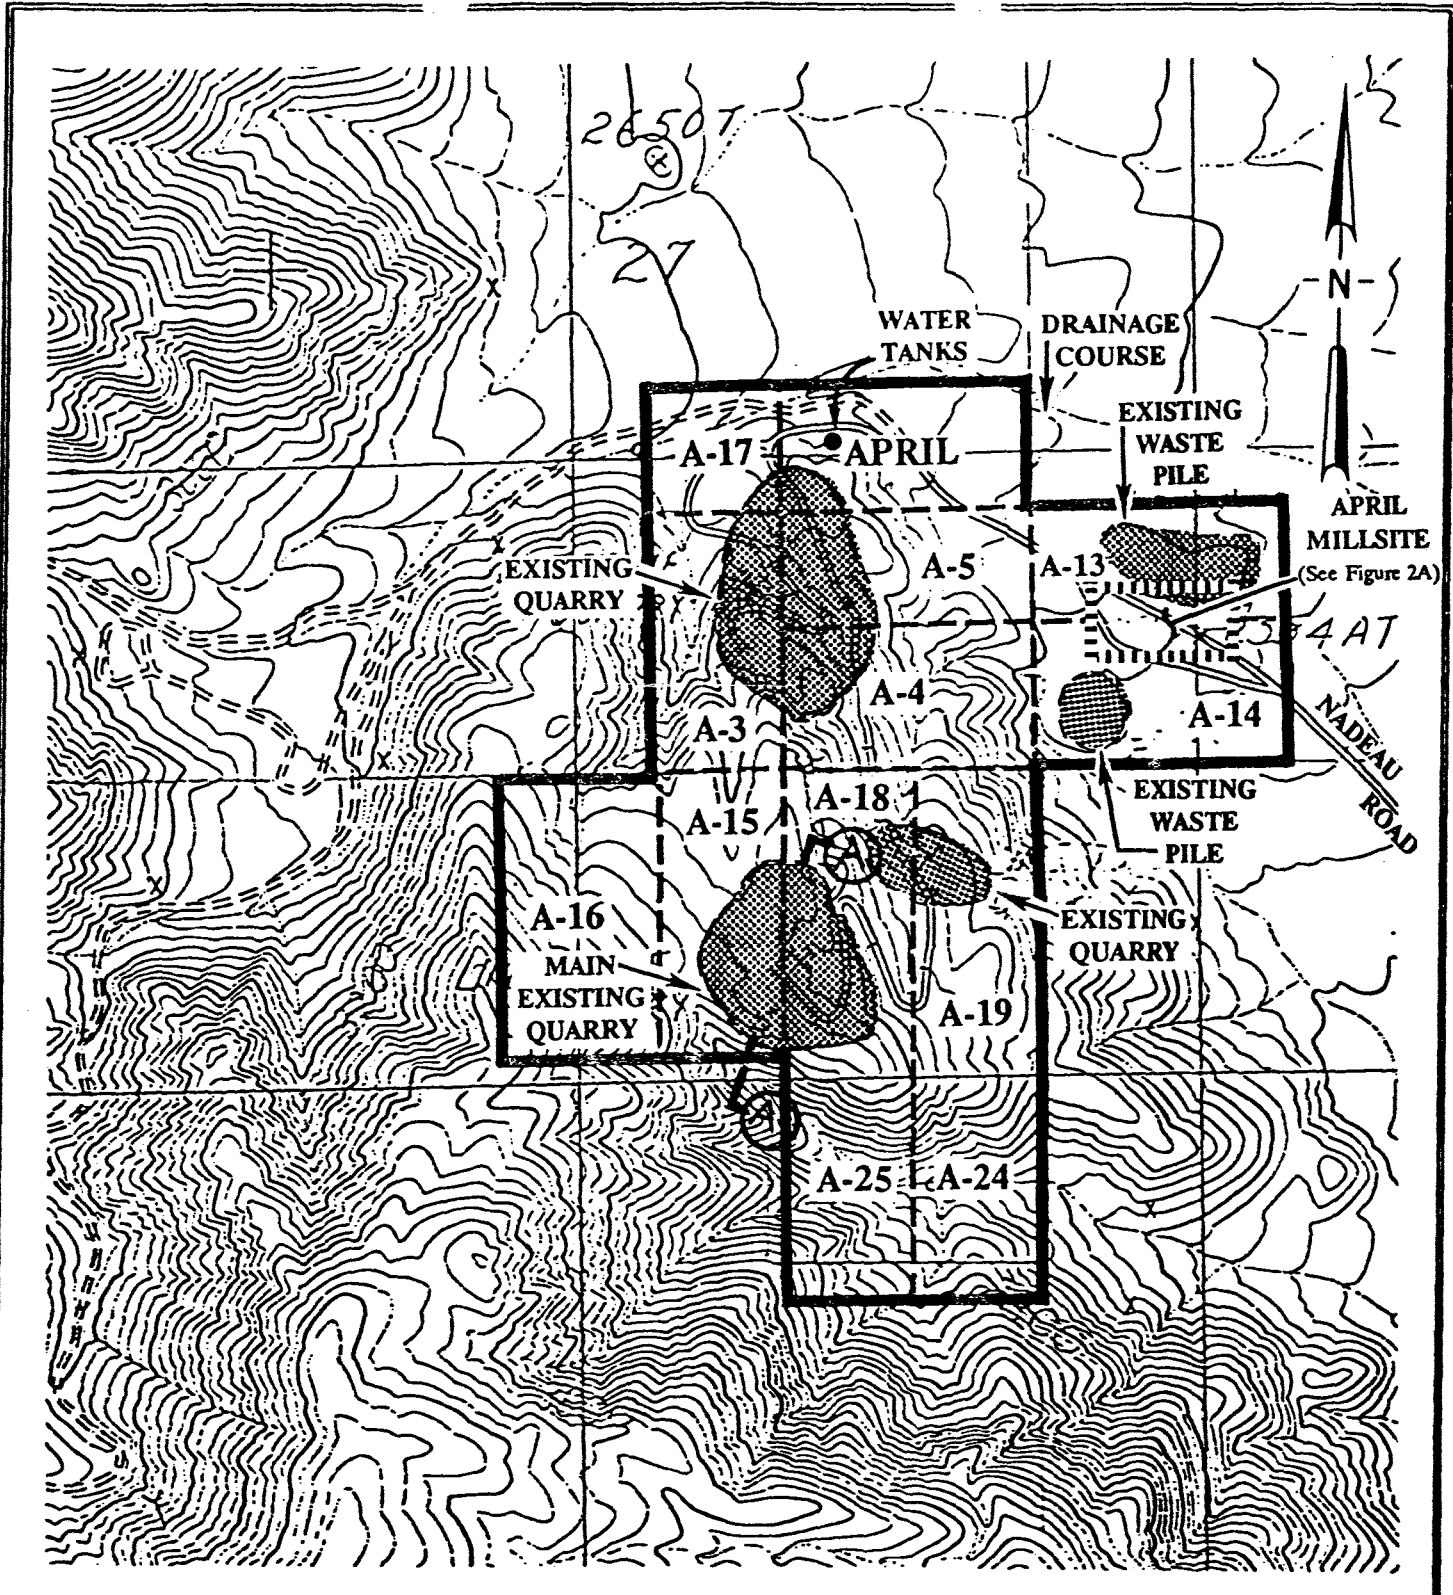 2650T
27
WATER
TANKS
DRAINAGE
COURSE
EXISTING
WASTE
PILE
N
A-17
APRIL
APRIL
MILLSITE
(See Figure 2A)
EXISTING
QUARRY
A-5
A-13
A-4
A-3
A-14
NADEAU
ROAD
EXISTING
WASTE
PILE
A-18
A-15
A
A-16
MAIN
EXISTING
QUARRY
EXISTING
QUARRY
A-19
A
A-25
A-24